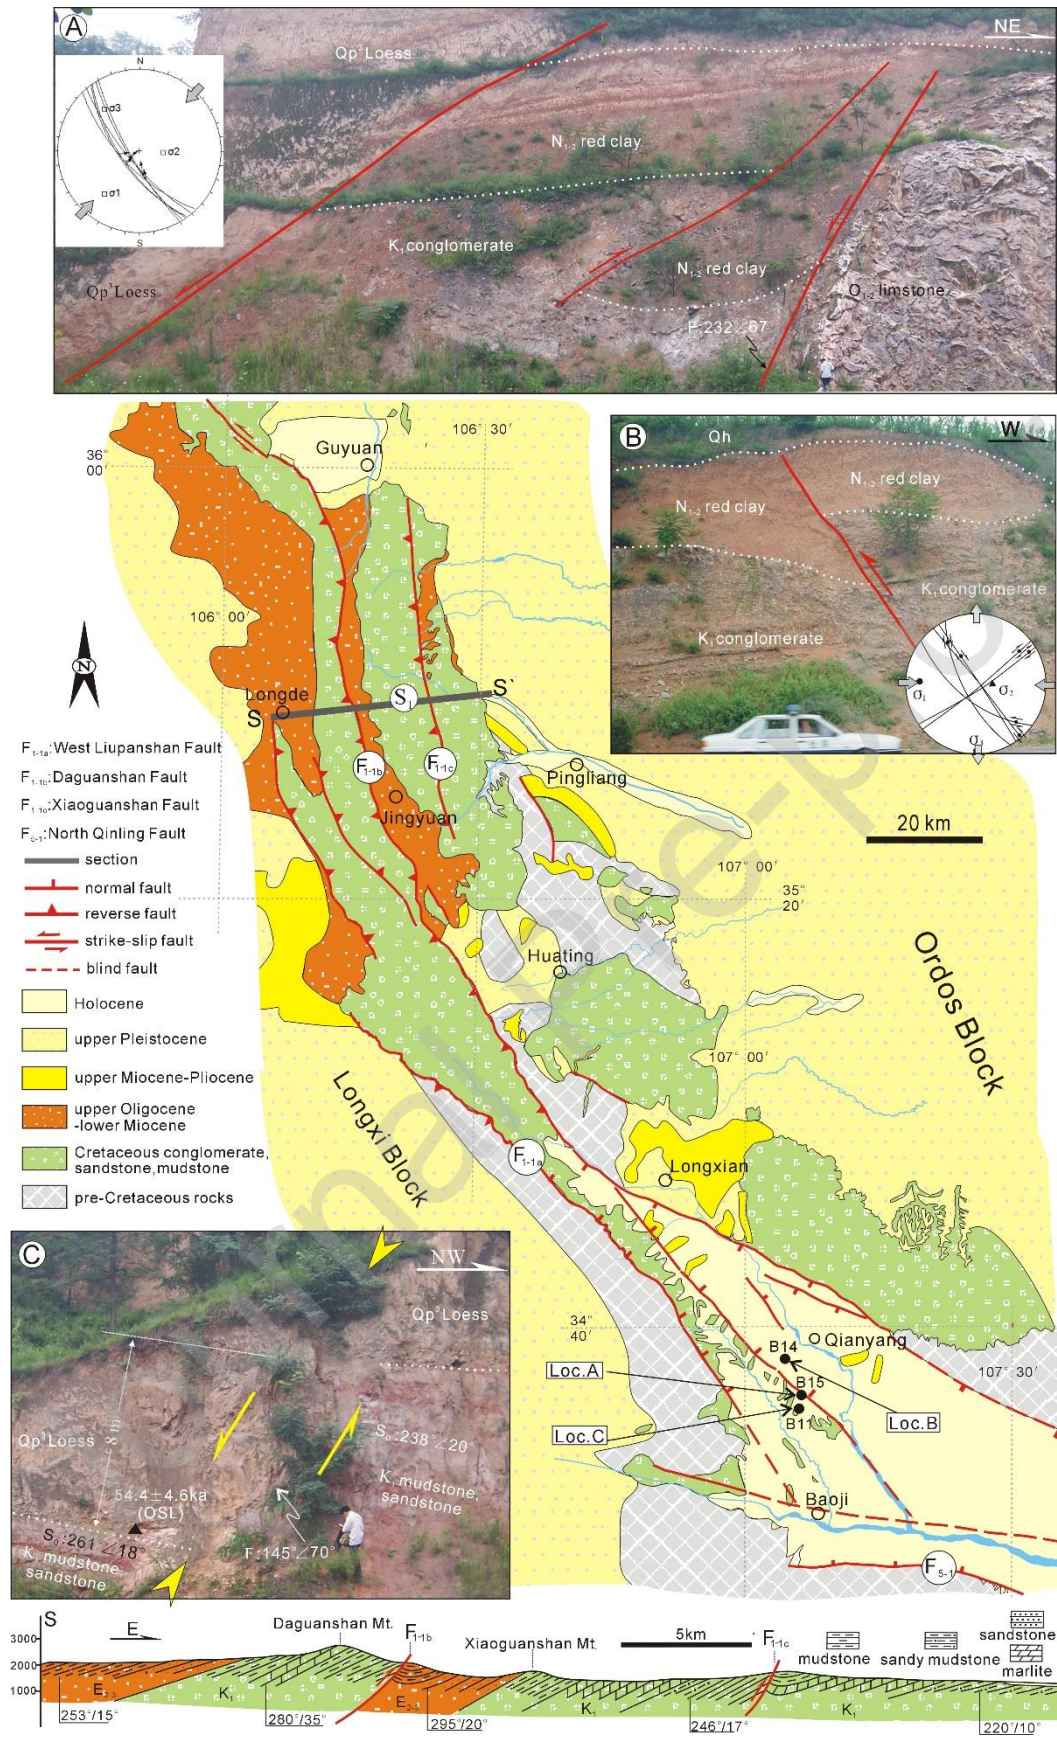 A
NE
Qp³ Loess
N
σ3
σ2
σ1
S
N₁₋₂ red clay
K₁ conglomerate
Qp³ Loess
N₁₋₂ red clay
O₁₋₂ limstone
F:232∠67
36°
00′
Guyuan
106° 30′
B
Qh
W
N₁₋₂ red clay
N₁₋₂ red clay
K₁ conglomerate
K₁ conglomerate
σ₁
σ₂
σ₃
106° 00′
N
Longde
S
S₁
S`
F₁₋₁ₐ:West Liupanshan Fault
F₁₋₁b:Daguanshan Fault
F₁₋₁c:Xiaoguanshan Fault
F₅₋₁:North Qinling Fault
section
normal fault
reverse fault
strike-slip fault
blind fault
Holocene
upper Pleistocene
upper Miocene-Pliocene
upper Oligocene
-lower Miocene
Cretaceous conglomerate,
sandstone,mudstone
pre-Cretaceous rocks
F₁₋₁b
F₁₋₁c
Jingyuan
Pingliang
20 km
107° 00′
35°
20′
Huating
Ordos Block
107° 00′
Longxi Block
F₁₋₁ₐ
Longxian
34°
40′
Qianyang
107° 30′
B14
Loc.A
B15
Loc.B
B11
Loc.C
Baoji
F₅₋₁
C
NW
Qp³ Loess
Qp³ Loess
8 m
S₀:238°∠20°
K₁ mudstone,
sandstone
54.4±4.6ka
(OSL)
S₀:261°∠18°
K₁ mudstone,
sandstone
F:145°∠70°
S
E
Daguanshan Mt.
F₁₋₁b
Xiaoguanshan Mt.
5km
F₁₋₁c
mudstone
sandy mudstone
sandstone
marlite
3000
2000
1000
E₂₋₃
K₁
E₂₋₃
K₁
K₁
253°/15°
280°/35°
295°/20°
246°/17°
220°/10°